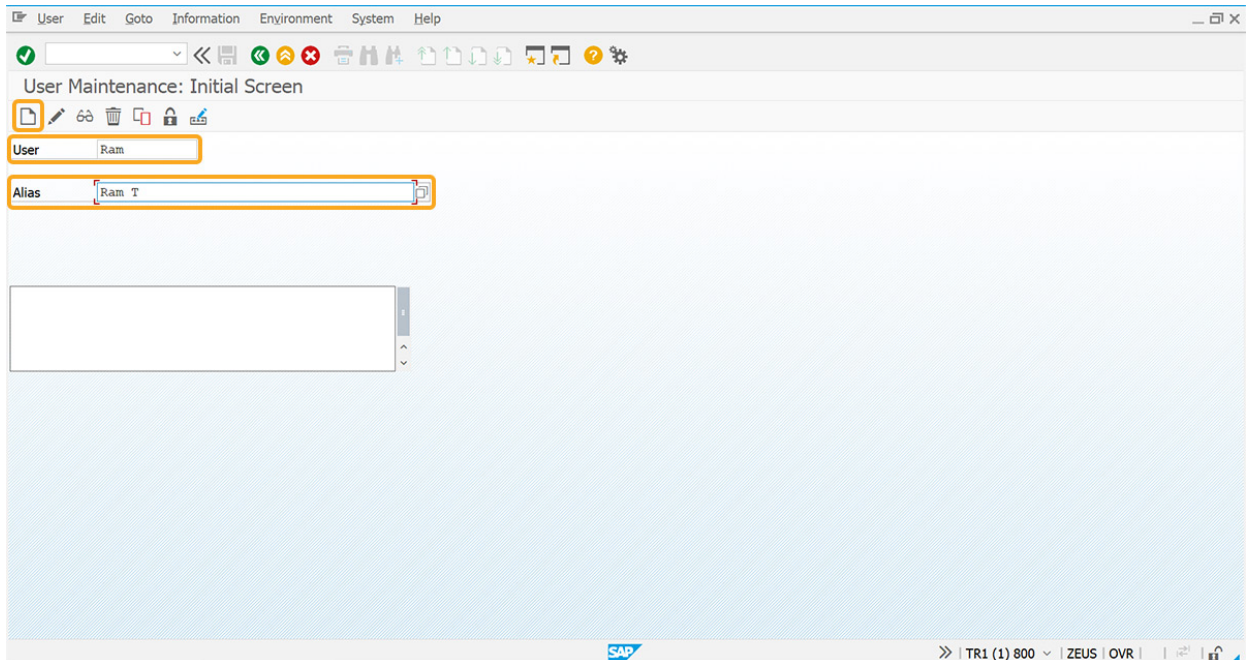 User Edit Goto Information Environment System Help
User Maintenance: Initial Screen
User Ram
Alias Ram T
SAP TR1 (1) 800 ZEUS OVR